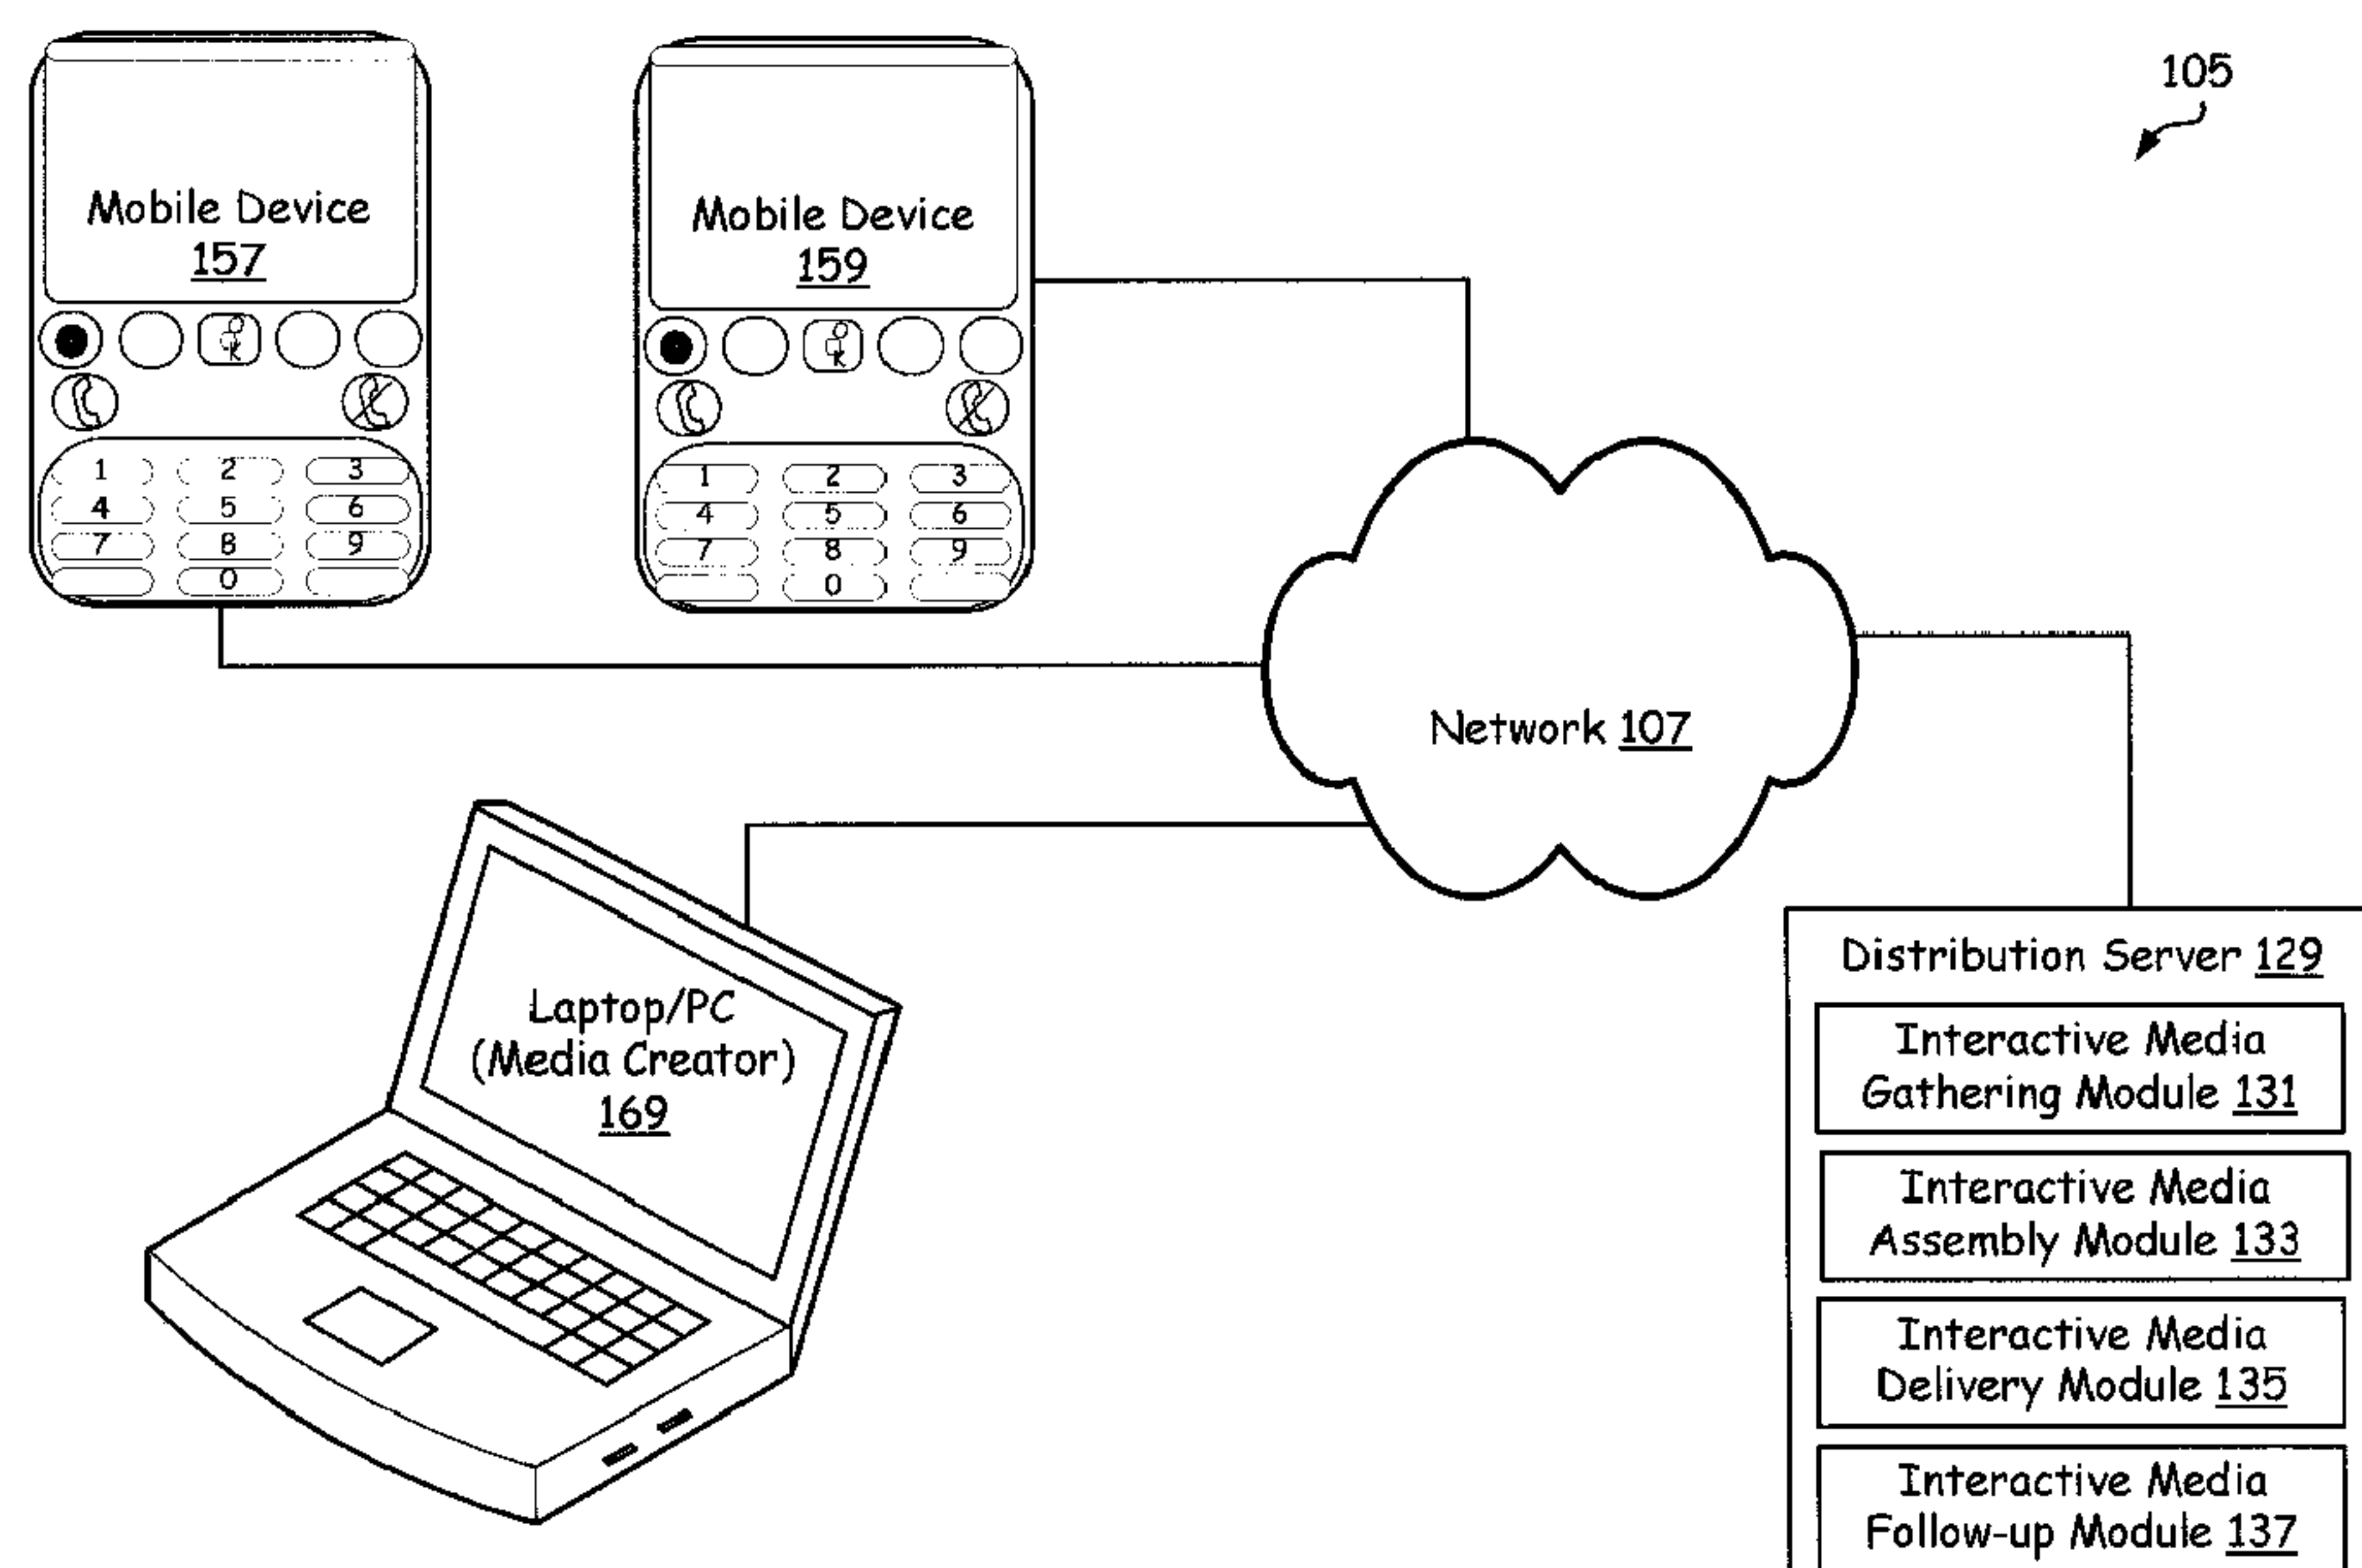 105
Mobile Device
157
O
K
1 2 3
4 5 6
7 8 9
0
Mobile Device
159
O
K
1 2 3
4 5 6
7 8 9
0
Network 107
Laptop/PC
(Media Creator)
169
Distribution Server 129
Interactive Media
Gathering Module 131
Interactive Media
Assembly Module 133
Interactive Media
Delivery Module 135
Interactive Media
Follow-up Module 137